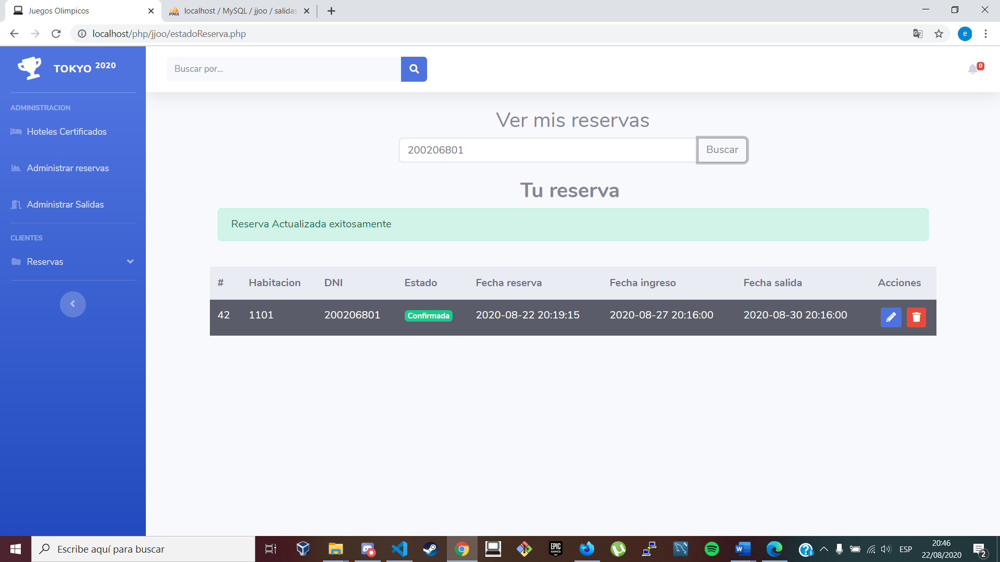 Juegos Olimpicos
localhost / MySQL / jjoo / salidas
localhost/php/jjoo/estadoReserva.php
e
TOKYO 2020
Buscar por...
0
ADMINISTRACION
Hoteles Certificados
Administrar reservas
Administrar Salidas
CLIENTES
Reservas
Ver mis reservas
200206801
Buscar
Tu reserva
Reserva Actualizada exitosamente
# Habitacion DNI Estado Fecha reserva Fecha ingreso Fecha salida Acciones
42 1101 200206801 Confirmada 2020-08-22 20:19:15 2020-08-27 20:16:00 2020-08-30 20:16:00
Escribe aquí para buscar
EPIC
GAMES
ESP
20:46
22/08/2020
2